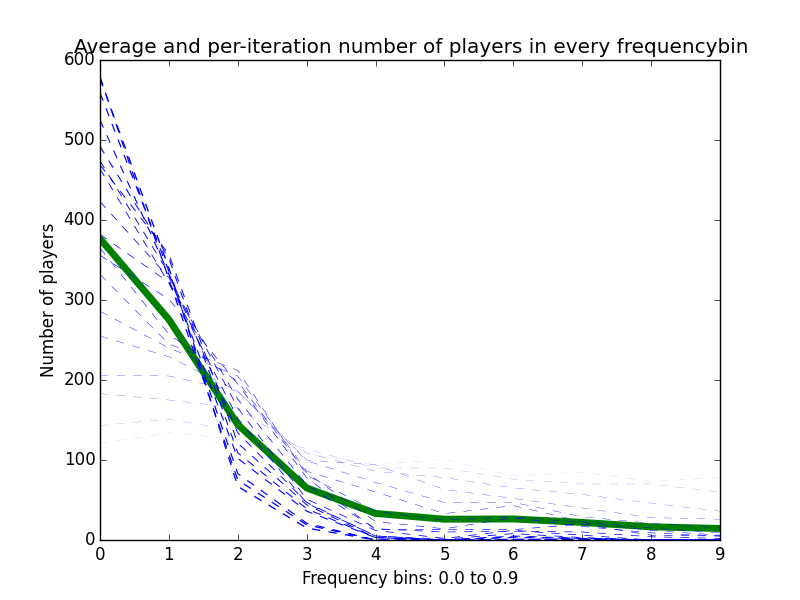 Average and per-iteration number of players in every frequencybin
600
500
400
300
200
100
0
Number of players
0 1 2 3 4 5 6 7 8 9
Frequency bins: 0.0 to 0.9